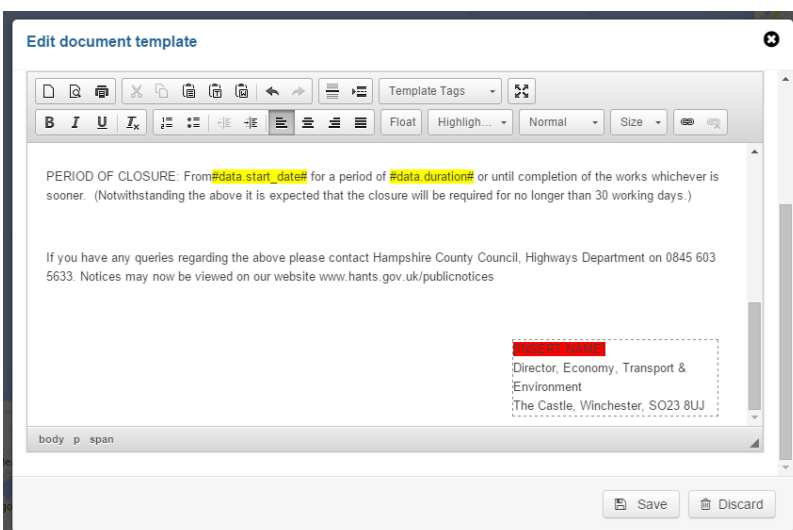 Edit document template
Template Tags
B I U Ix Float Highligh... Normal Size
PERIOD OF CLOSURE: From#data.start_date# for a period of #data.duration# or until completion of the works whichever is
sooner. (Notwithstanding the above it is expected that the closure will be required for no longer than 30 working days.)
If you have any queries regarding the above please contact Hampshire County Council, Highways Department on 0845 603
5633. Notices may now be viewed on our website www.hants.gov.uk/publicnotices
INSERT NAME
Director, Economy, Transport &
Environment
The Castle, Winchester, SO23 8UJ
body p span
Save Discard